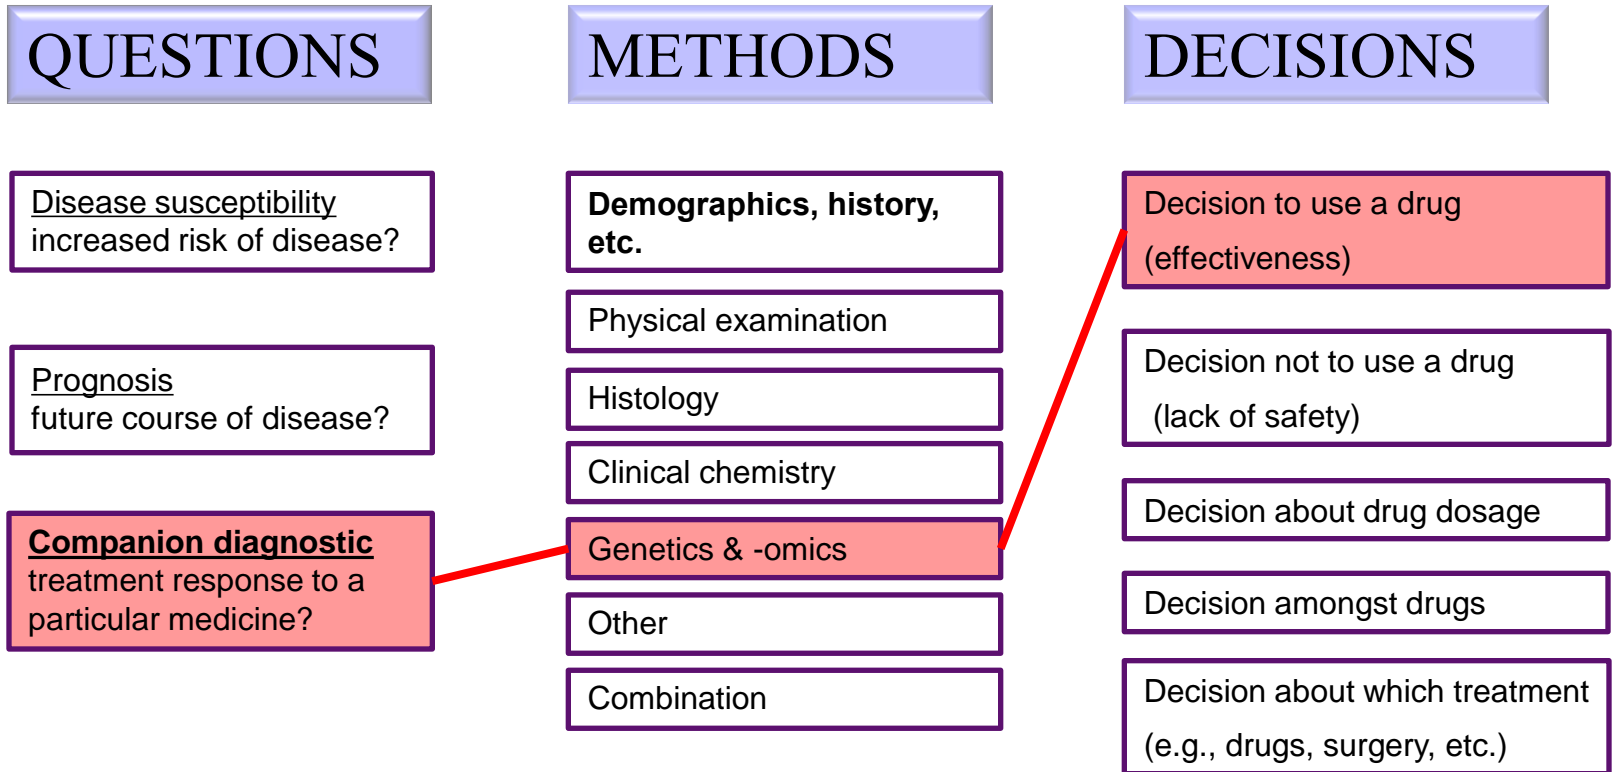 QUESTIONS
METHODS
DECISIONS
Disease susceptibility
increased risk of disease?
Prognosis
future course of disease?
Companion diagnostic
treatment response to a
particular medicine?
Demographics, history,
etc.
Physical examination
Histology
Clinical chemistry
Genetics & -omics
Other
Combination
Decision to use a drug
(effectiveness)
Decision not to use a drug
(lack of safety)
Decision about drug dosage
Decision amongst drugs
Decision about which treatment
(e.g., drugs, surgery, etc.)